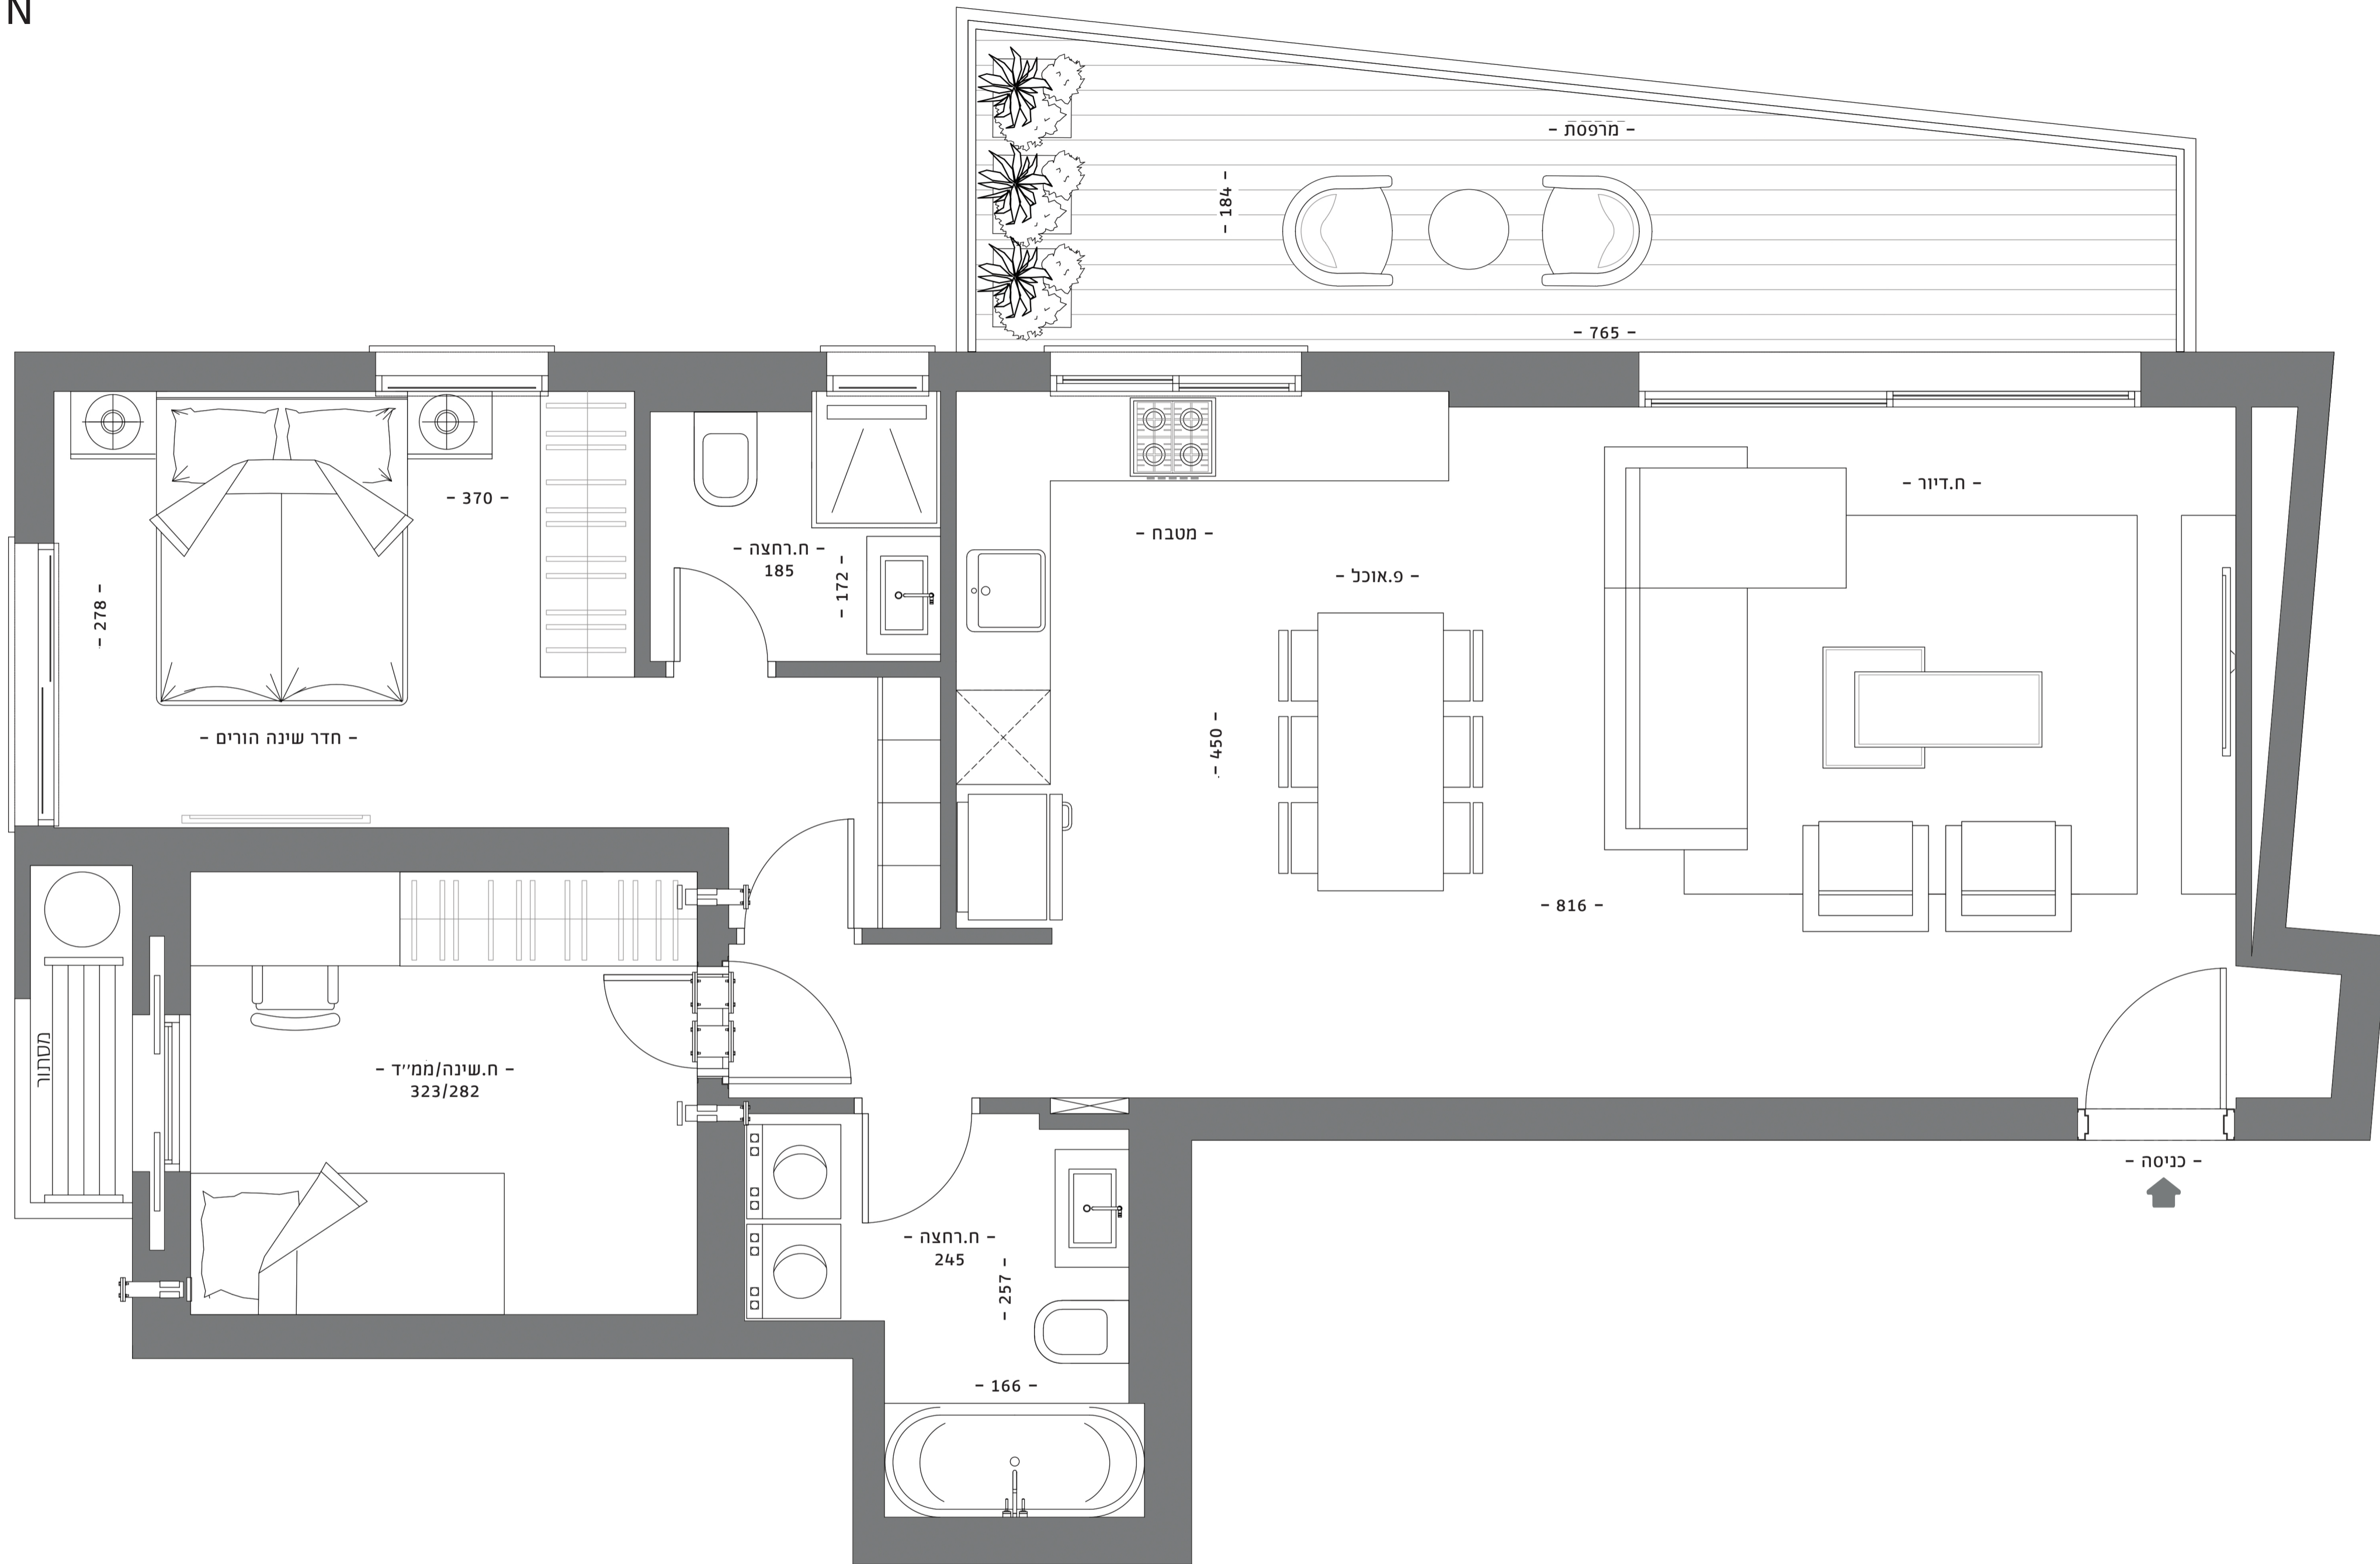 N
- מרפסת -
- 184 -
- 765 -
- 370 -
- 278 -
- חדר שינה הורים -
- ח.רחצה -
185
- 172 -
- מטבח -
- פ.אוכל -
- ח.דיור -
- 450 -
- 816 -
מסתור
- ח.שינה/ממ״ד -
323/282
- ח.רחצה -
245
- 257 -
- 166 -
- כניסה -